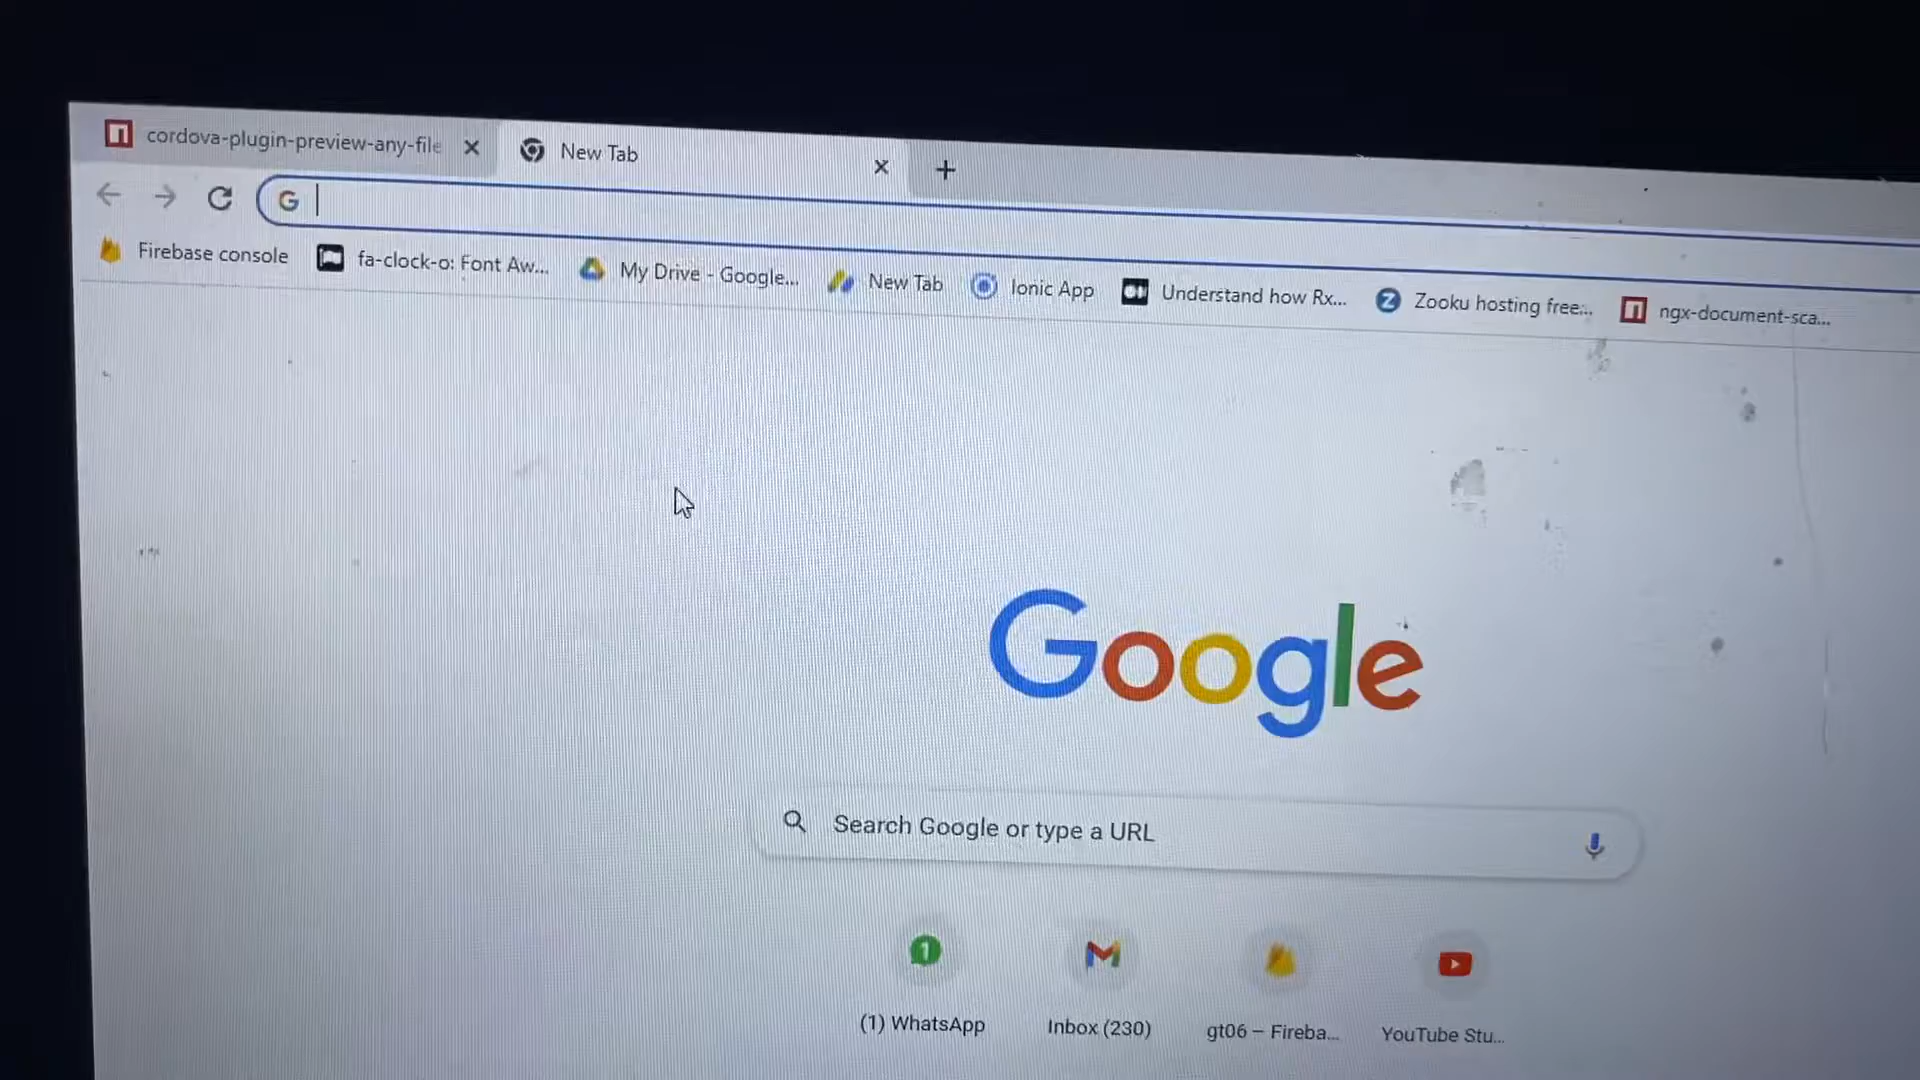 cordova-plugin-preview-any-file
New Tab
Firebase console
fa-clock-o: Font Aw...
My Drive - Google...
New Tab
Ionic App
Understand how Rx...
Zooku hosting free...
ngx-document-sca...
Google
Search Google or type a URL
1
(1) WhatsApp
Inbox (230)
gt06 – Fireba...
YouTube Stu...